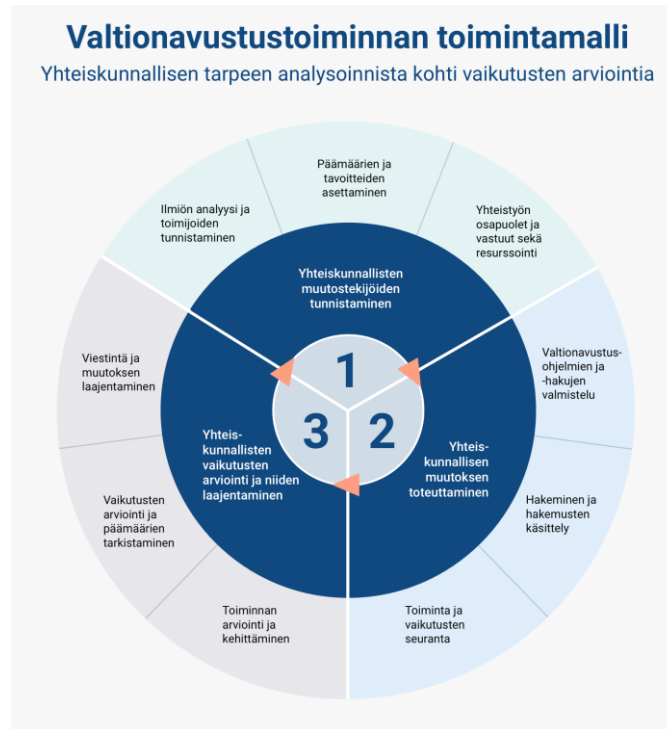 Valtionavustustoiminnan toimintamalli
Yhteiskunnallisen tarpeen analysoinnista kohti vaikutusten arviointia
Päämäärien ja
tavoitteiden
asettaminen
Ilmiön analyysi ja
toimijoiden
tunnistaminen
Yhteistyön
osapuolet ja
vastuut sekä
resurssointi
Yhteiskunnallisten
muutostekijöiden
tunnistaminen
Viestintä ja
muutoksen
laajentaminen
Valtionavustus-
ohjelmien ja
-hakujen
valmistelu
1
3
2
Yhteis-
kunnallisten
vaikutusten
arviointi ja niiden
laajentaminen
Yhteis-
kunnallisen
muutoksen
toteuttaminen
Vaikutusten
arviointi ja
päämäärien
tarkistaminen
Hakeminen ja
hakemusten
käsittely
Toiminnan
arviointi ja
kehittäminen
Toiminta ja
vaikutusten
seuranta